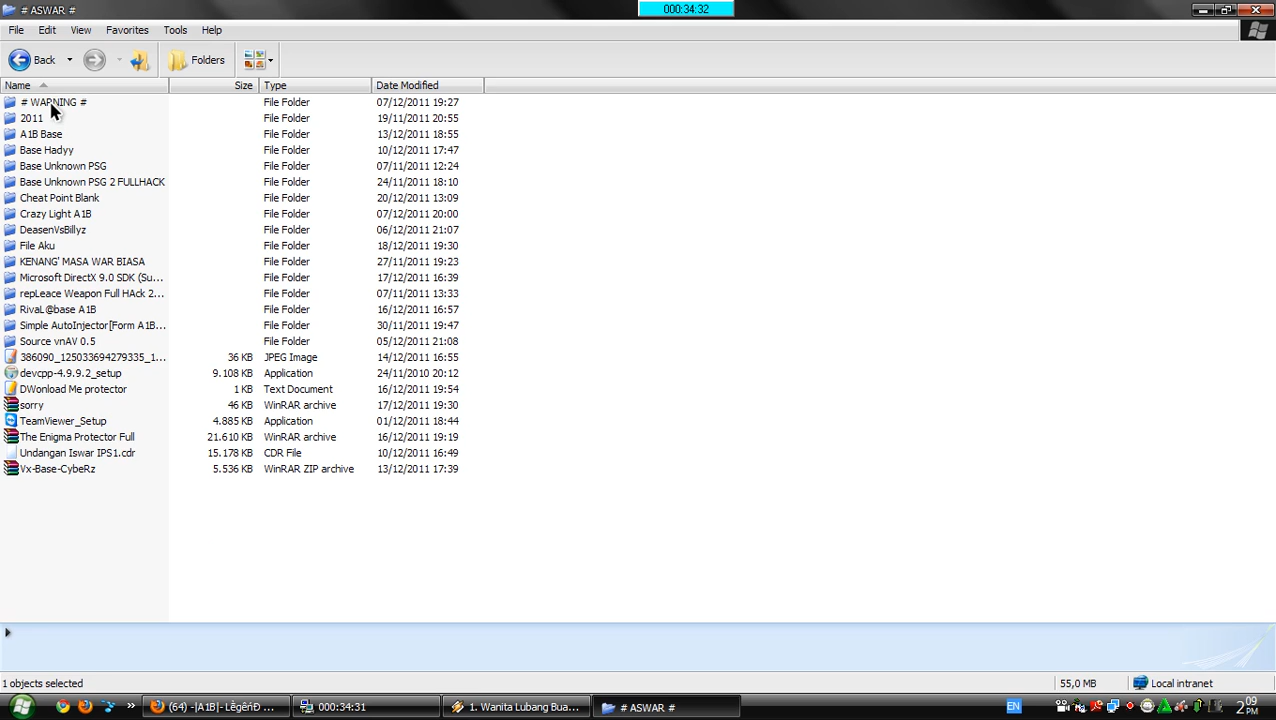 # ASWAR #
000:34:32
File Edit View Favorites Tools Help
Back Folders
Name Size Type Date Modified
# WARNING # File Folder 07/12/2011 19:27
2011 File Folder 19/11/2011 20:55
A1B Base File Folder 13/12/2011 18:55
Base Hadyy File Folder 10/12/2011 17:47
Base Unknown PSG File Folder 07/11/2011 12:24
Base Unknown PSG 2 FULLHACK File Folder 24/11/2011 18:10
Cheat Point Blank File Folder 20/12/2011 13:09
Crazy Light A1B File Folder 07/12/2011 20:00
DeasenVsBillyz File Folder 06/12/2011 21:07
File Aku File Folder 18/12/2011 19:30
KENANG' MASA WAR BIASA File Folder 27/11/2011 19:23
Microsoft DirectX 9.0 SDK (Su... File Folder 17/12/2011 16:39
repLeace Weapon Full HAck 2... File Folder 07/11/2011 13:33
RivaL@base A1B File Folder 16/12/2011 16:57
Simple AutoInjector[Form A1B... File Folder 30/11/2011 19:47
Source vnAV 0.5 File Folder 05/12/2011 21:08
386090_125033694279335_1... 36 KB JPEG Image 14/12/2011 16:55
devcpp-4.9.9.2_setup 9.108 KB Application 24/11/2010 20:12
DWonload Me protector 1 KB Text Document 16/12/2011 19:54
sorry 46 KB WinRAR archive 17/12/2011 19:30
TeamViewer_Setup 4.885 KB Application 01/12/2011 18:44
The Enigma Protector Full 21.610 KB WinRAR archive 16/12/2011 19:19
Undangan Iswar IPS1.cdr 15.178 KB CDR File 10/12/2011 16:49
Vx-Base-CybeRz 5.536 KB WinRAR ZIP archive 13/12/2011 17:39
1 objects selected 55,0 MB Local intranet
(64) -|A1B|- LĕgêńĐ ... 000:34:31 1. Wanita Lubang Bua... # ASWAR # EN 2 09 PM